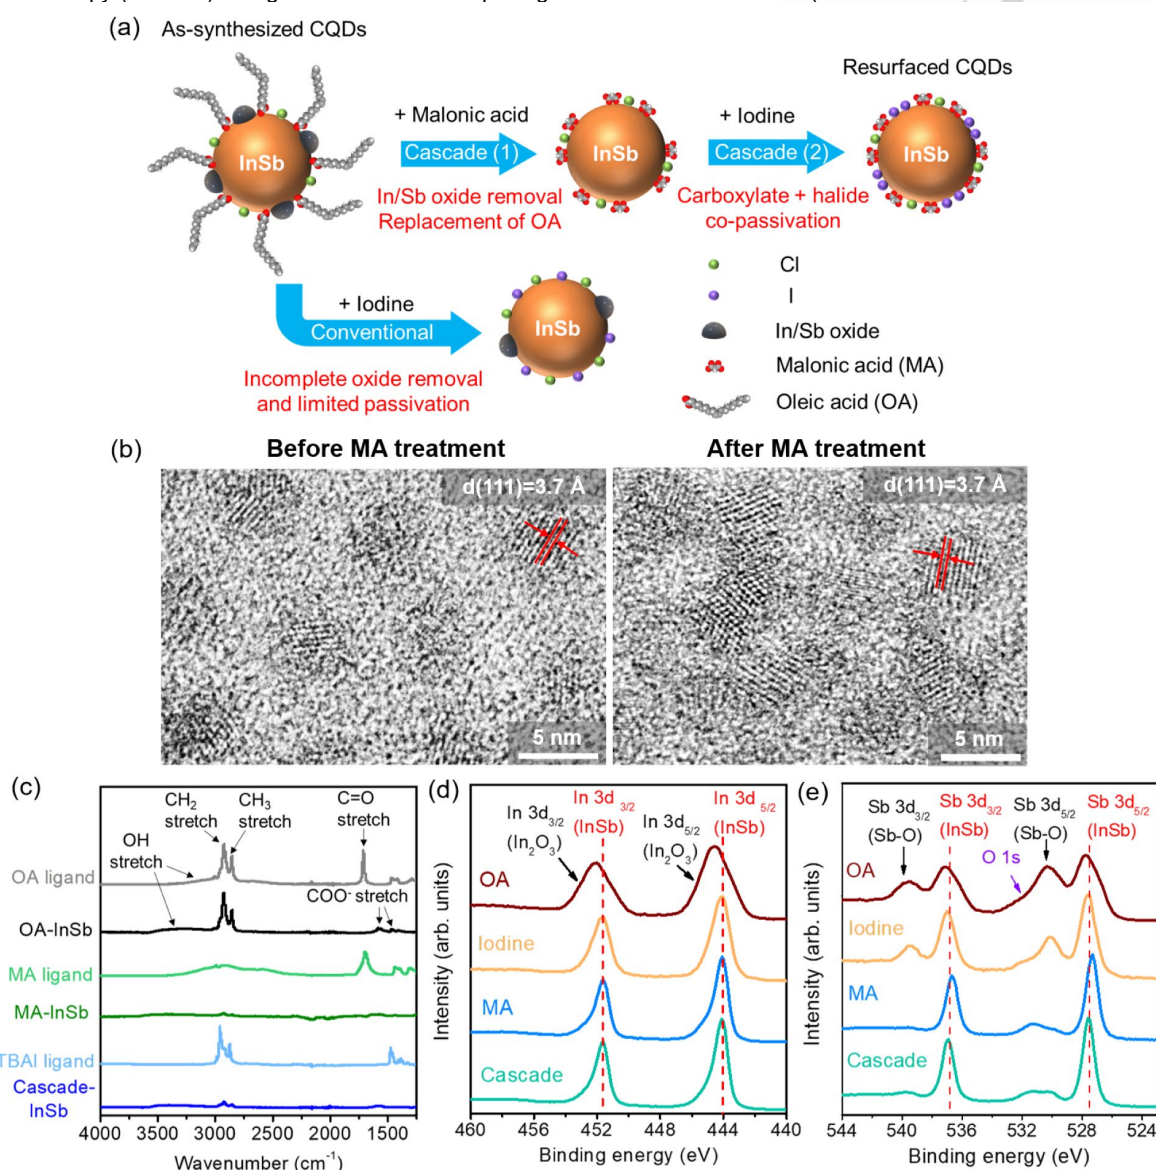 (a)
As-synthesized CQDs
Resurfaced CQDs
+ Malonic acid
+ Iodine
InSb
Cascade (1)
InSb
Cascade (2)
InSb
In/Sb oxide removal
Replacement of OA
Carboxylate + halide
co-passivation
+ Iodine
Conventional
InSb
Incomplete oxide removal
and limited passivation
Cl
I
In/Sb oxide
Malonic acid (MA)
Oleic acid (OA)
(b)
Before MA treatment
After MA treatment
d(111)=3.7 Å
d(111)=3.7 Å
5 nm
5 nm
(c)
CH2
stretch
CH3
stretch
C=O
stretch
OH
stretch
OA ligand
COO- stretch
OA-InSb
MA ligand
MA-InSb
TBAI ligand
Cascade-
InSb
4000 3000 2500 2000 1500
Wavenumber (cm-1)
(d)
In 3d3/2
(In2O3)
In 3d3/2
(InSb)
In 3d5/2
(In2O3)
In 3d5/2
(InSb)
OA
Iodine
MA
Cascade
Intensity (arb. units)
460 456 452 448 444 440
Binding energy (eV)
(e)
Sb 3d3/2
(Sb-O)
Sb 3d3/2
(InSb)
Sb 3d5/2
(Sb-O)
Sb 3d5/2
(InSb)
O 1s
OA
Iodine
MA
Cascade
Intensity (arb. units)
544 540 536 532 528 524
Binding energy (eV)